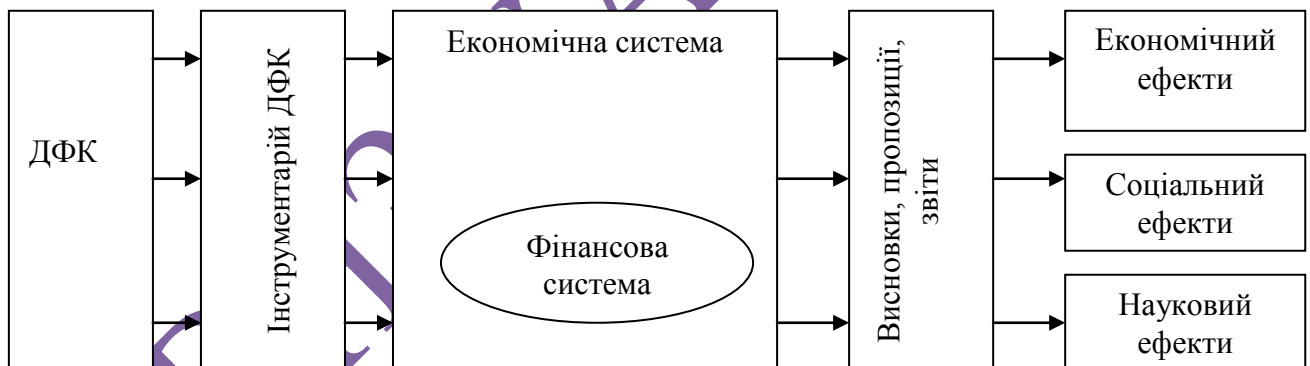 ДФК
Інструментарій ДФК
Економічна система
Фінансова
система
Висновки, пропозиції,
звіти
Економічний
ефекти
Соціальний
ефекти
Науковий
ефекти